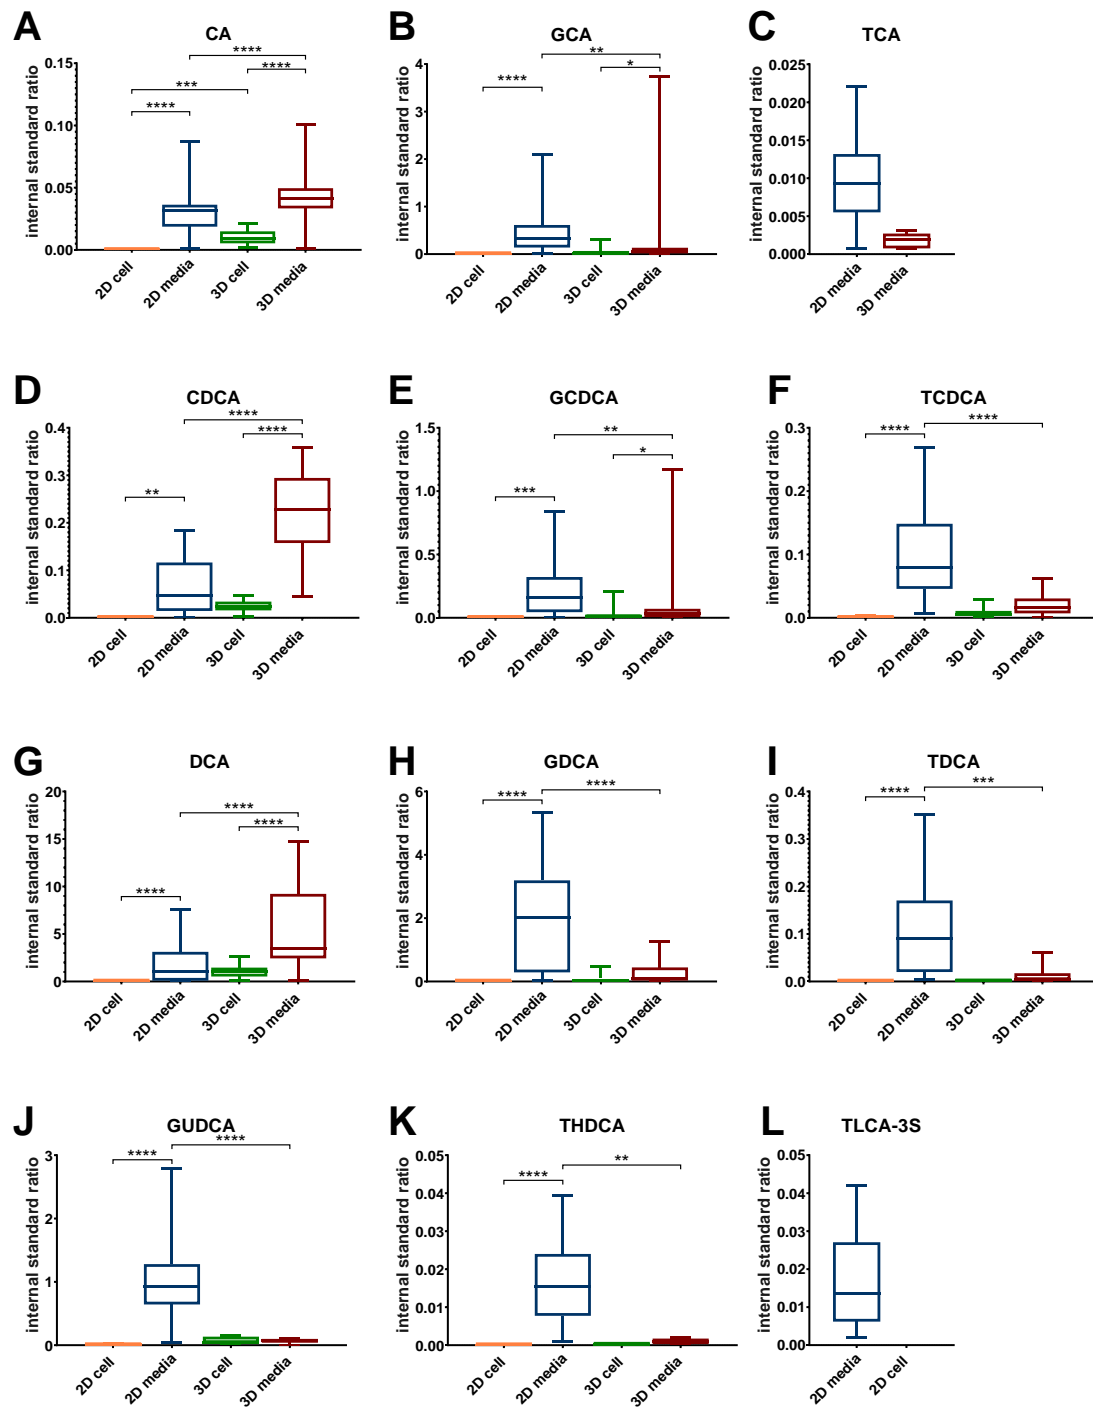 A
CA
internal standard ratio
0.15
0.10
0.05
0.00
****
****
***
****
2D cell
2D media
3D cell
3D media
B
GCA
internal standard ratio
4
3
2
1
0
**
*
****
2D cell
2D media
3D cell
3D media
C
TCA
internal standard ratio
0.025
0.020
0.015
0.010
0.005
0.000
2D media
3D media
D
CDCA
internal standard ratio
0.4
0.3
0.2
0.1
0.0
****
****
**
2D cell
2D media
3D cell
3D media
E
GCDCA
internal standard ratio
1.5
1.0
0.5
0.0
**
*
***
2D cell
2D media
3D cell
3D media
F
TCDCA
internal standard ratio
0.3
0.2
0.1
0.0
****
****
2D cell
2D media
3D cell
3D media
G
DCA
internal standard ratio
20
15
10
5
0
****
****
****
2D cell
2D media
3D cell
3D media
H
GDCA
internal standard ratio
6
4
2
0
****
****
2D cell
2D media
3D cell
3D media
I
TDCA
internal standard ratio
0.4
0.3
0.2
0.1
0.0
***
****
2D cell
2D media
3D cell
3D media
J
GUDCA
internal standard ratio
3
2
1
0
****
****
2D cell
2D media
3D cell
3D media
K
THDCA
internal standard ratio
0.05
0.04
0.03
0.02
0.01
0.00
**
****
2D cell
2D media
3D cell
3D media
L
TLCA-3S
internal standard ratio
0.05
0.04
0.03
0.02
0.01
0.00
2D media
2D cell